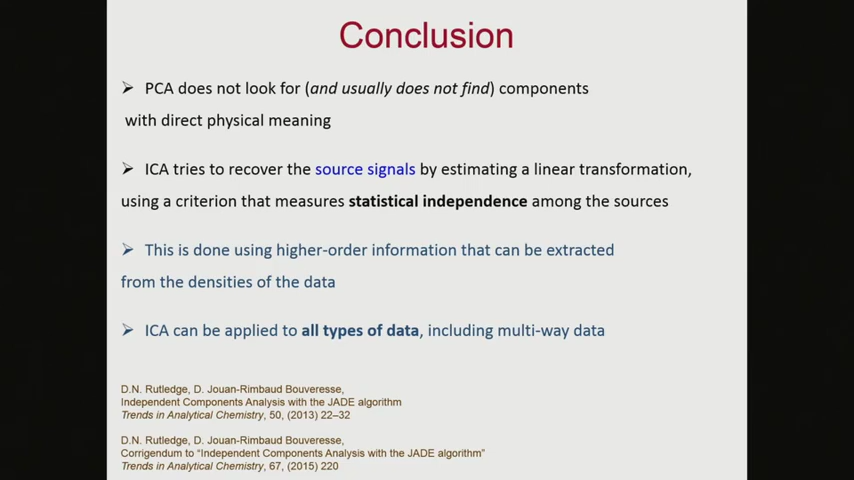 Conclusion
➢ PCA does not look for (and usually does not find) components
with direct physical meaning
➢ ICA tries to recover the source signals by estimating a linear transformation,
using a criterion that measures statistical independence among the sources
➢ This is done using higher-order information that can be extracted
from the densities of the data
➢ ICA can be applied to all types of data, including multi-way data
D.N. Rutledge, D. Jouan-Rimbaud Bouveresse,
Independent Components Analysis with the JADE algorithm
Trends in Analytical Chemistry, 50, (2013) 22–32
D.N. Rutledge, D. Jouan-Rimbaud Bouveresse,
Corrigendum to “Independent Components Analysis with the JADE algorithm”
Trends in Analytical Chemistry, 67, (2015) 220